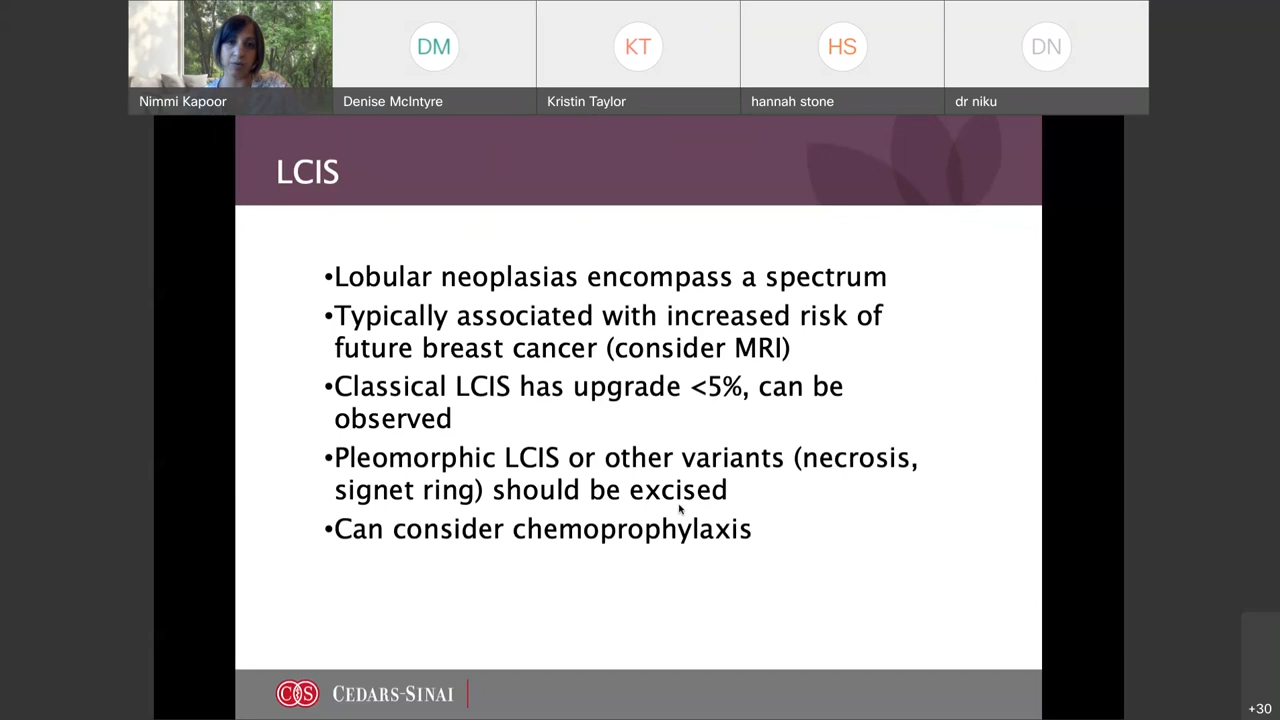 DM
KT
HS
DN
Nimmi Kapoor
Denise McIntyre
Kristin Taylor
hannah stone
dr niku
LCIS
•Lobular neoplasias encompass a spectrum
•Typically associated with increased risk of
future breast cancer (consider MRI)
•Classical LCIS has upgrade <5%, can be
observed
•Pleomorphic LCIS or other variants (necrosis,
signet ring) should be excised
•Can consider chemoprophylaxis
CEDARS-SINAI
+30